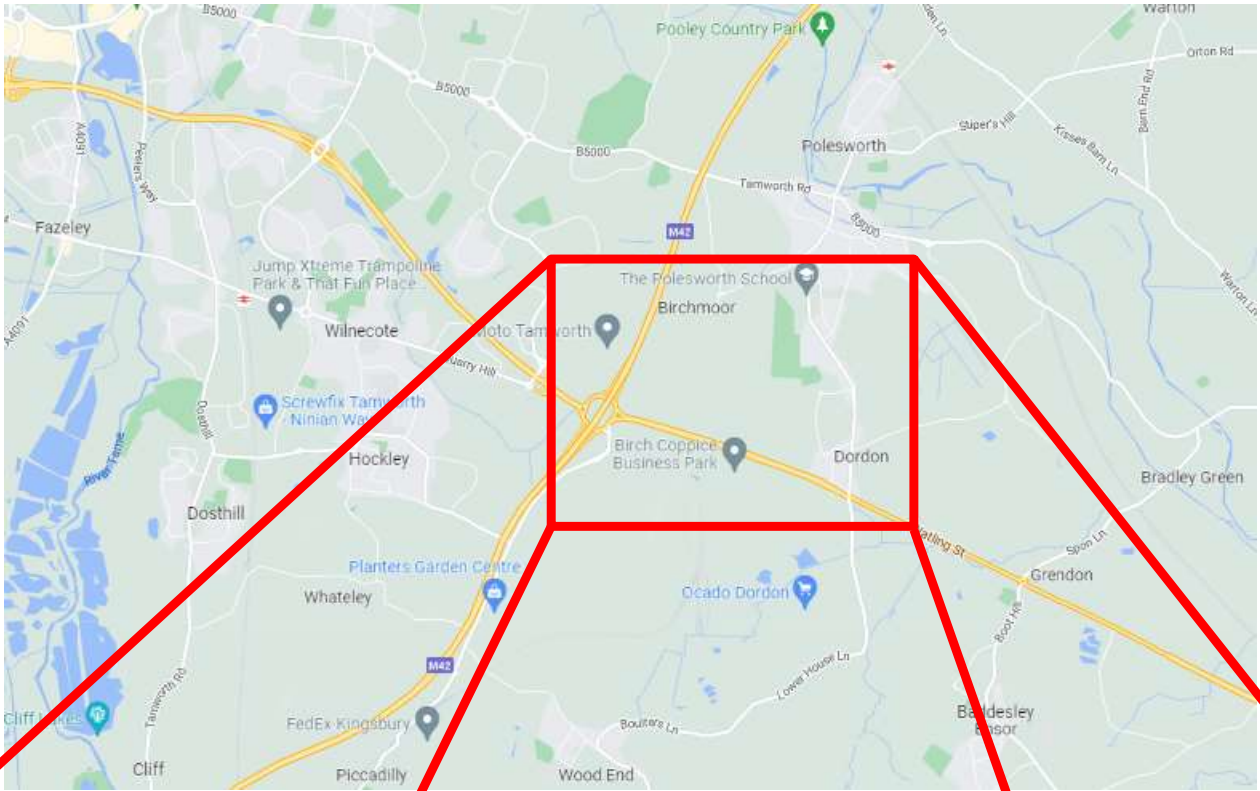 B5000
Warton
Pooley Country Park
Orton Rd
B5000
Barn End Rd
A4091
Peelers Way
Kisses Barn Ln
B5000
Polesworth
Tamworth Rd
B5000
Fazeley
M42
Jump Xtreme Trampoline
Park & That Fun Place...
The Polesworth School
Warton Ln
Birchmoor
Wilnecote
Moto Tamworth
A4091
Quarry Hill
Screwfix Tamworth
- Ninian Way
Dosthill
Birch Coppice
Business Park
Hockley
Dordon
River Tame
Bradley Green
Dosthill
Watling St
Spon Ln
Planters Garden Centre
Grendon
Whateley
Ocado Dordon
Boot Hill
M42
Lower House Ln
Tamworth Rd
Cliff Lakes
FedEx Kingsbury
Baddesley
Ensor
Boulters Ln
Cliff
Piccadilly
Wood End